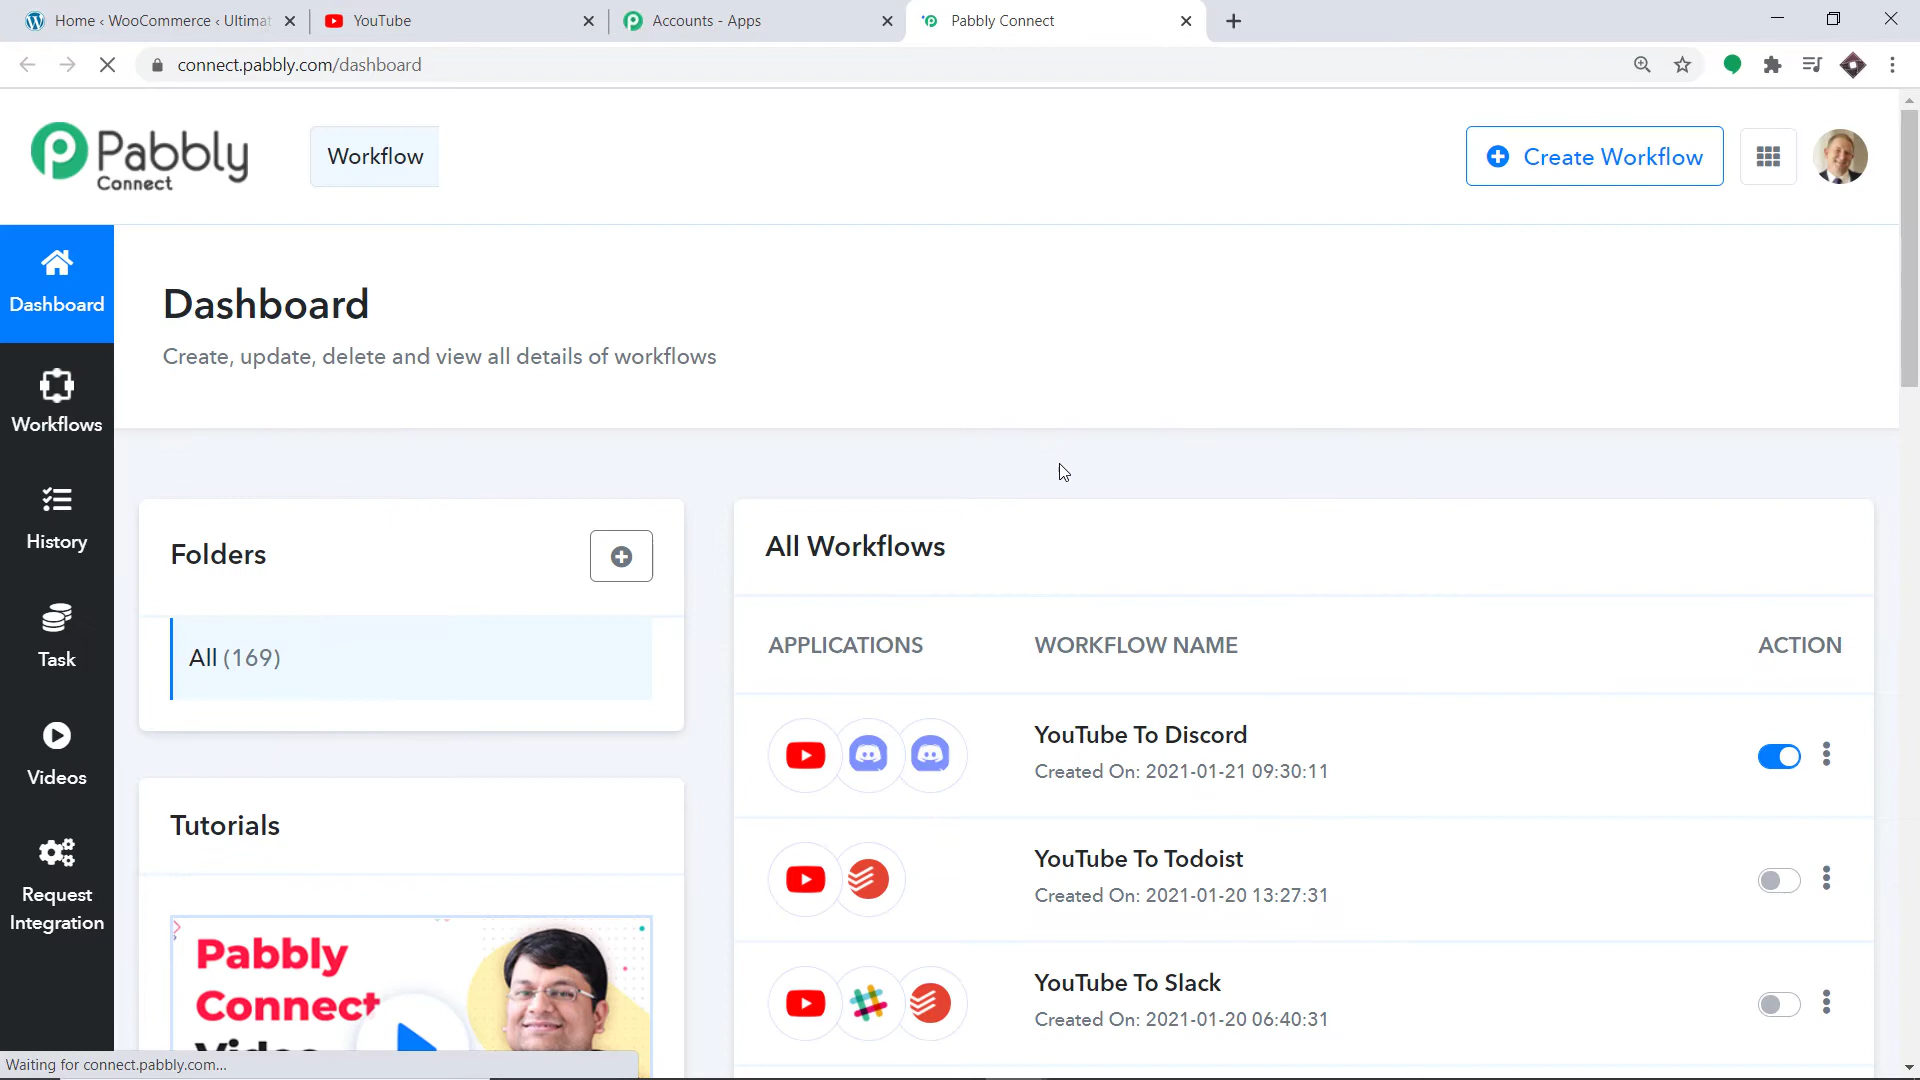 Home ‹ WooCommerce ‹ Ultimat
YouTube
Accounts - Apps
Pabbly Connect
connect.pabbly.com/dashboard
Pabbly
Connect
Workflow
Create Workflow
Dashboard
Workflows
History
Task
Videos
Request
Integration
Dashboard
Create, update, delete and view all details of workflows
Folders
All (169)
Tutorials
Pabbly
Connect
Video
All Workflows
APPLICATIONS WORKFLOW NAME ACTION
YouTube To Discord
Created On: 2021-01-21 09:30:11
YouTube To Todoist
Created On: 2021-01-20 13:27:31
YouTube To Slack
Created On: 2021-01-20 06:40:31
Waiting for connect.pabbly.com...